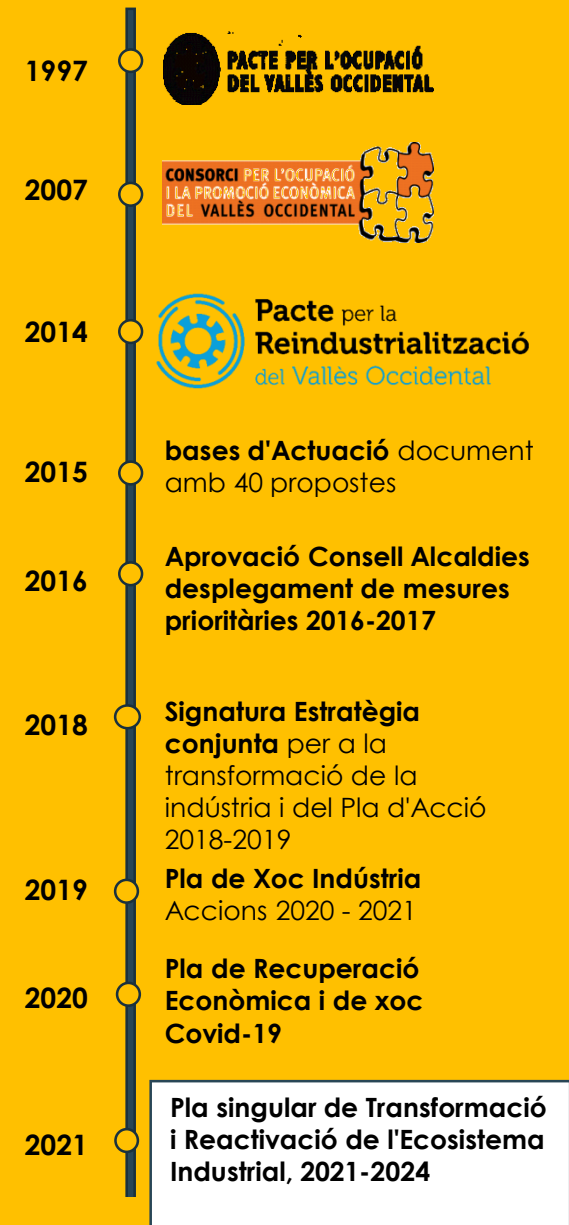 1997
PACTE PER L'OCUPACIÓ
DEL VALLÈS OCCIDENTAL
2007
CONSORCI PER L'OCUPACIÓ
I LA PROMOCIÓ ECONÒMICA
DEL VALLÈS OCCIDENTAL
2014
Pacte per la
Reindustrialització
del Vallès Occidental
2015
bases d'Actuació document
amb 40 propostes
2016
Aprovació Consell Alcaldies
desplegament de mesures
prioritàries 2016-2017
2018
Signatura Estratègia
conjunta per a la
transformació de la
indústria i del Pla d'Acció
2018-2019
2019
Pla de Xoc Indústria
Accions 2020 - 2021
2020
Pla de Recuperació
Econòmica i de xoc
Covid-19
2021
Pla singular de Transformació
i Reactivació de l'Ecosistema
Industrial, 2021-2024